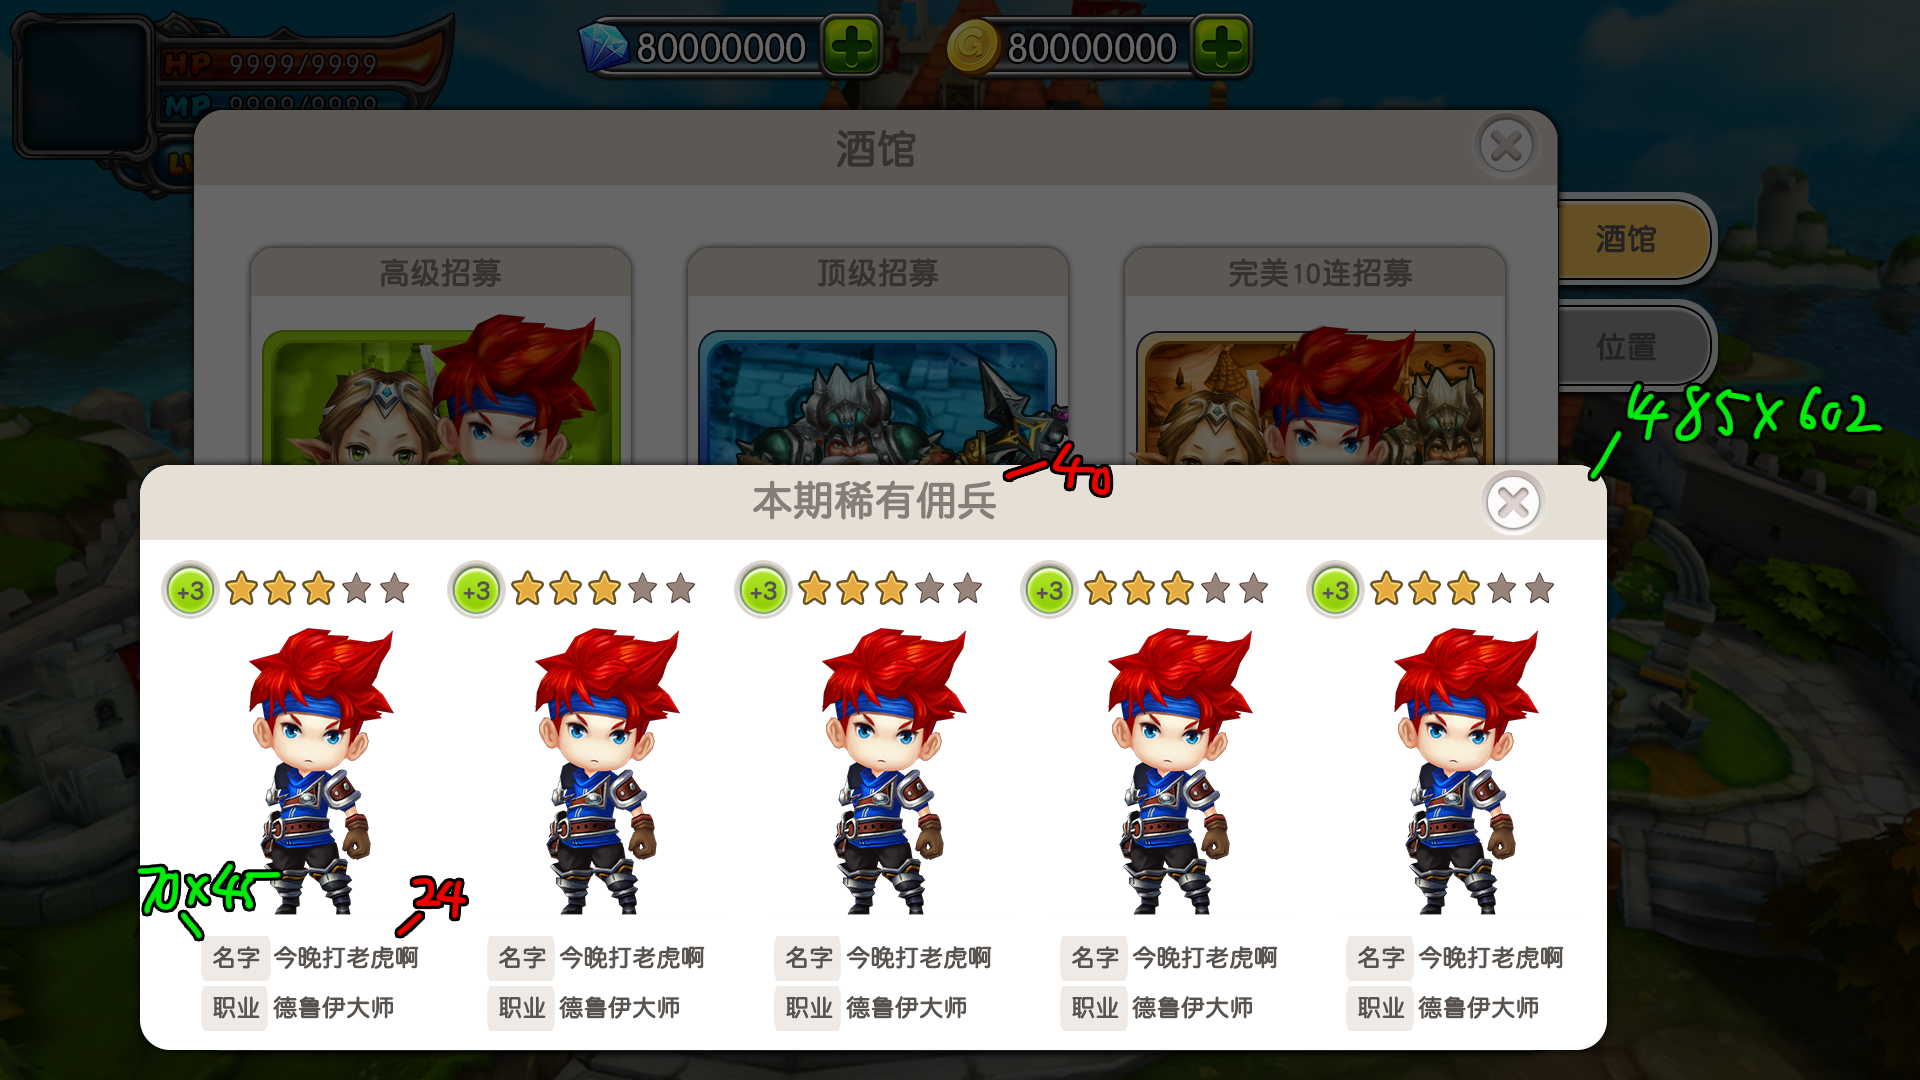 HP 9999/9999
80000000
80000000
MP 9999/9999
LV
酒馆
酒馆
高级招募
顶级招募
完美10连招募
位置
485x602
40
本期稀有佣兵
+3
+3
+3
+3
+3
70x45
24
名字 今晚打老虎啊
名字 今晚打老虎啊
名字 今晚打老虎啊
名字 今晚打老虎啊
名字 今晚打老虎啊
职业 德鲁伊大师
职业 德鲁伊大师
职业 德鲁伊大师
职业 德鲁伊大师
职业 德鲁伊大师